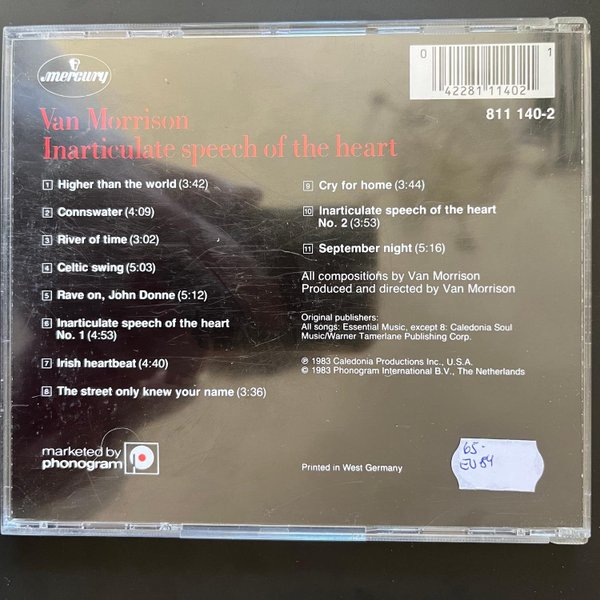 mercury
0
1
42281 11402
811 140-2
Van Morrison
Inarticulate speech of the heart
1 Higher than the world (3:42)
2 Connswater (4:09)
3 River of time (3:02)
4 Celtic swing (5:03)
5 Rave on, John Donne (5:12)
6 Inarticulate speech of the heart
No. 1 (4:53)
7 Irish heartbeat (4:40)
8 The street only knew your name (3:36)
9 Cry for home (3:44)
10 Inarticulate speech of the heart
No. 2 (3:53)
11 September night (5:16)
All compositions by Van Morrison
Produced and directed by Van Morrison
Original publishers:
All songs: Essential Music, except 8: Caledonia Soul
Music/Warner Tamerlane Publishing Corp.
℗ 1983 Caledonia Productions Inc., U.S.A.
© 1983 Phonogram International B.V., The Netherlands
marketed by
phonogram
Printed in West Germany
65.-
EU 84